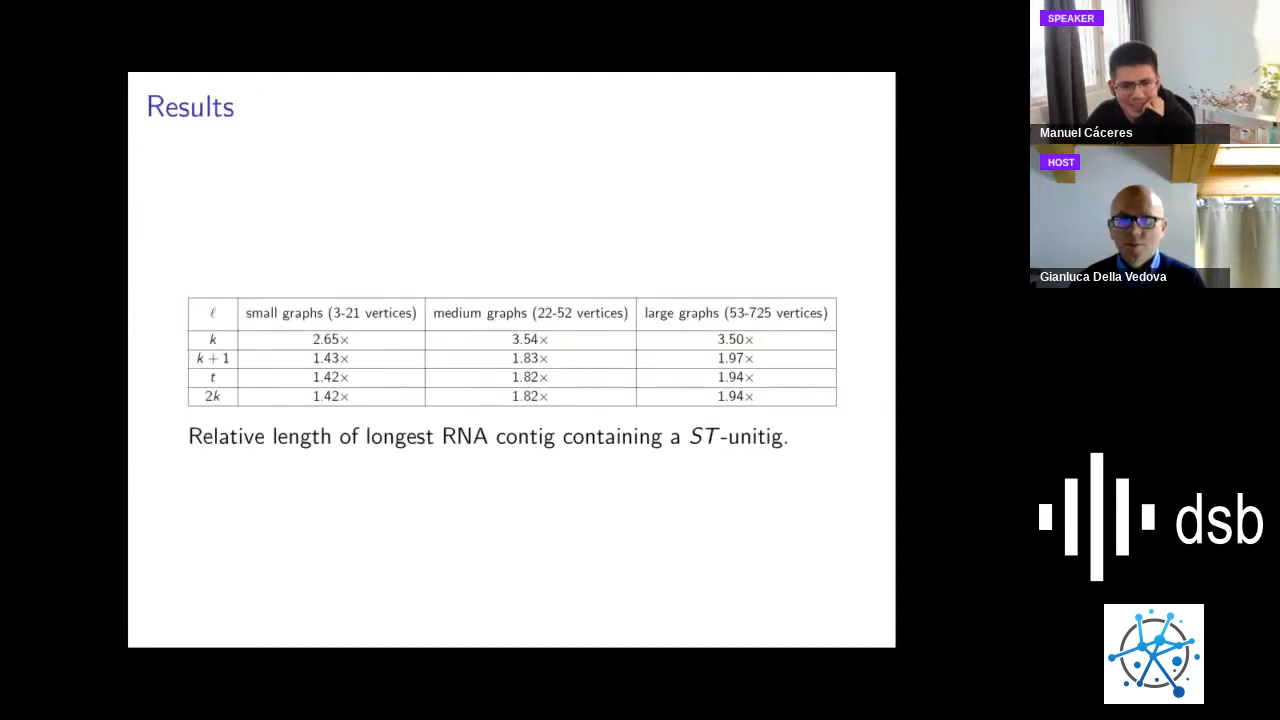 Results
ℓ small graphs (3-21 vertices) medium graphs (22-52 vertices) large graphs (53-725 vertices)
k 2.65× 3.54× 3.50×
k + 1 1.43× 1.83× 1.97×
t 1.42× 1.82× 1.94×
2k 1.42× 1.82× 1.94×
Relative length of longest RNA contig containing a ST-unitig.
SPEAKER
Manuel Cáceres
HOST
Gianluca Della Vedova
dsb